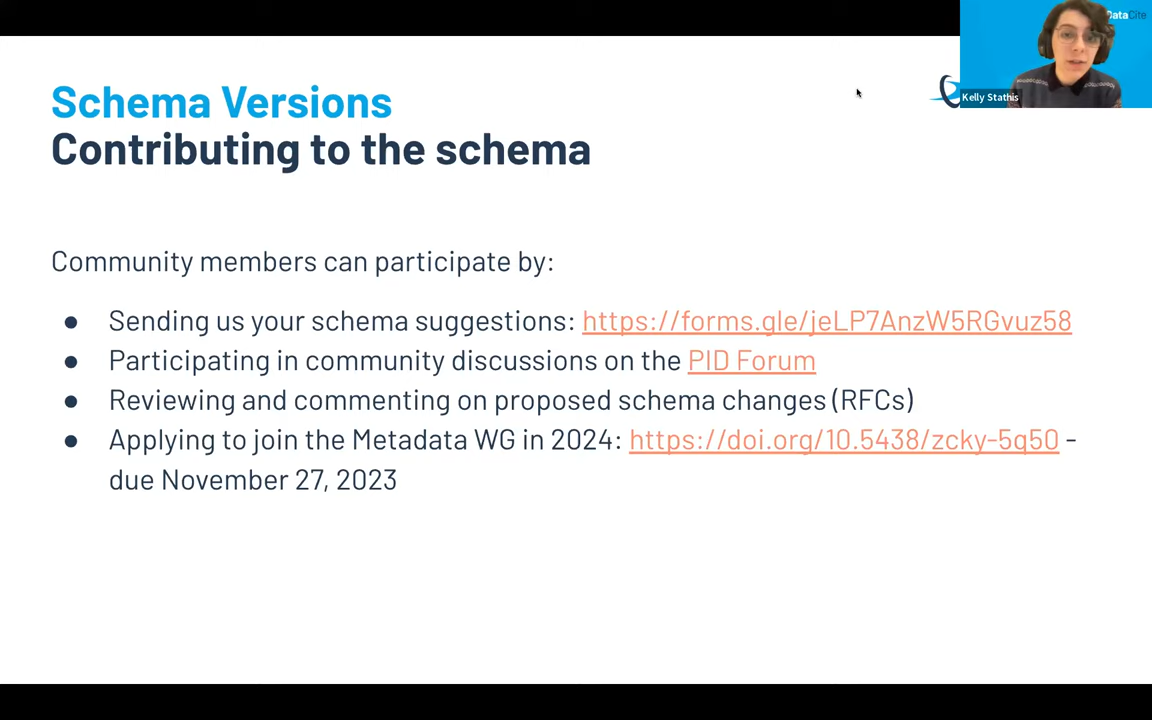 DataCite
Kelly Stathis
Schema Versions
Contributing to the schema
Community members can participate by:
● Sending us your schema suggestions: https://forms.gle/jeLP7AnzW5RGvuz58
● Participating in community discussions on the PID Forum
● Reviewing and commenting on proposed schema changes (RFCs)
● Applying to join the Metadata WG in 2024: https://doi.org/10.5438/zcky-5q50 -
due November 27, 2023